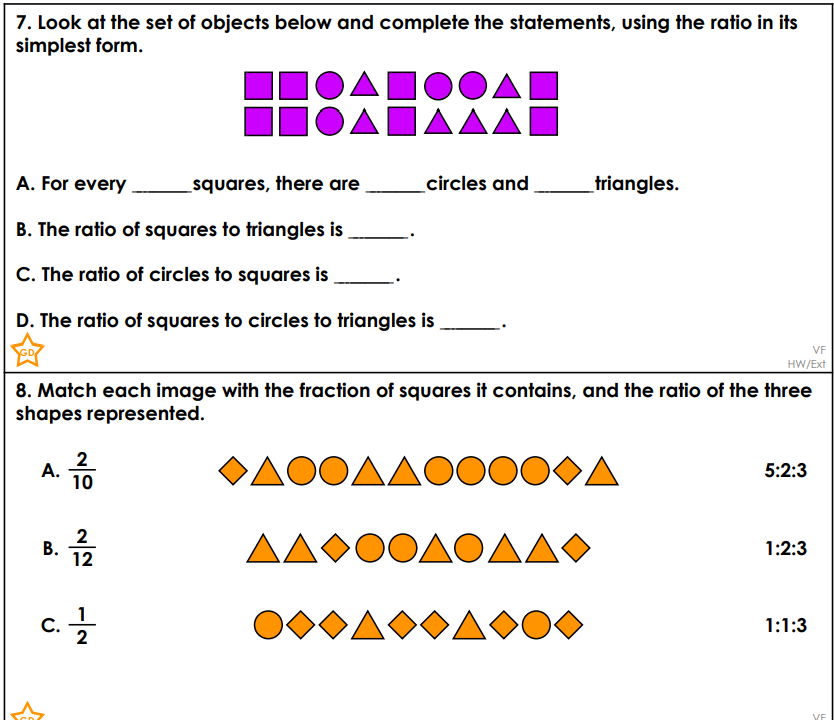 7. Look at the set of objects below and complete the statements, using the ratio in its
simplest form.
A. For every ______squares, there are ______circles and ______triangles.
B. The ratio of squares to triangles is ______.
C. The ratio of circles to squares is ______.
D. The ratio of squares to circles to triangles is ______.
GD
VF
HW/Ext
8. Match each image with the fraction of squares it contains, and the ratio of the three
shapes represented.
A. 2/10
5:2:3
B. 2/12
1:2:3
C. 1/2
1:1:3
GD
VF